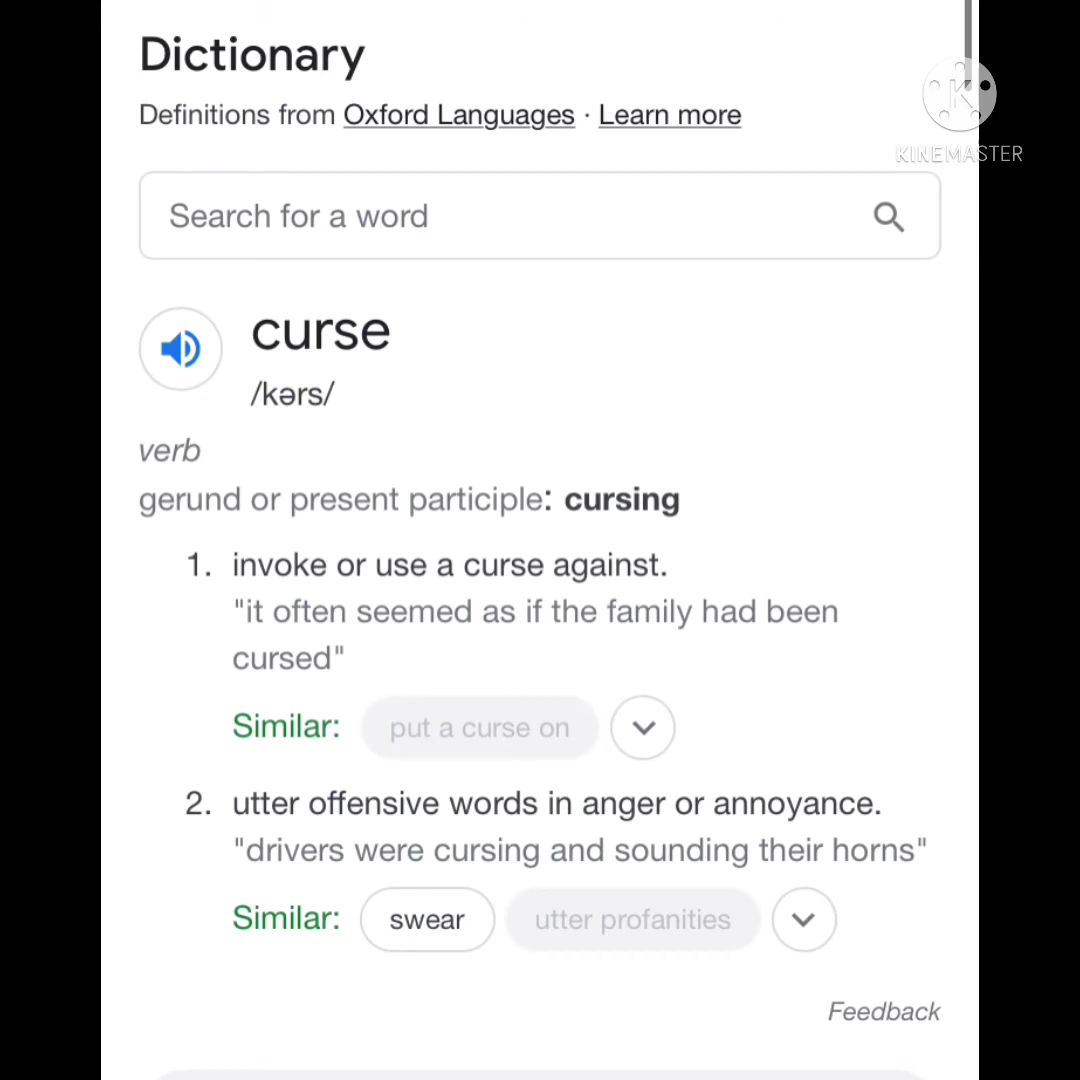 Dictionary
Definitions from Oxford Languages · Learn more
K
KINEMASTER
Search for a word
curse
/kərs/
verb
gerund or present participle: cursing
1. invoke or use a curse against.
"it often seemed as if the family had been
cursed"
Similar: put a curse on
2. utter offensive words in anger or annoyance.
"drivers were cursing and sounding their horns"
Similar: swear utter profanities
Feedback